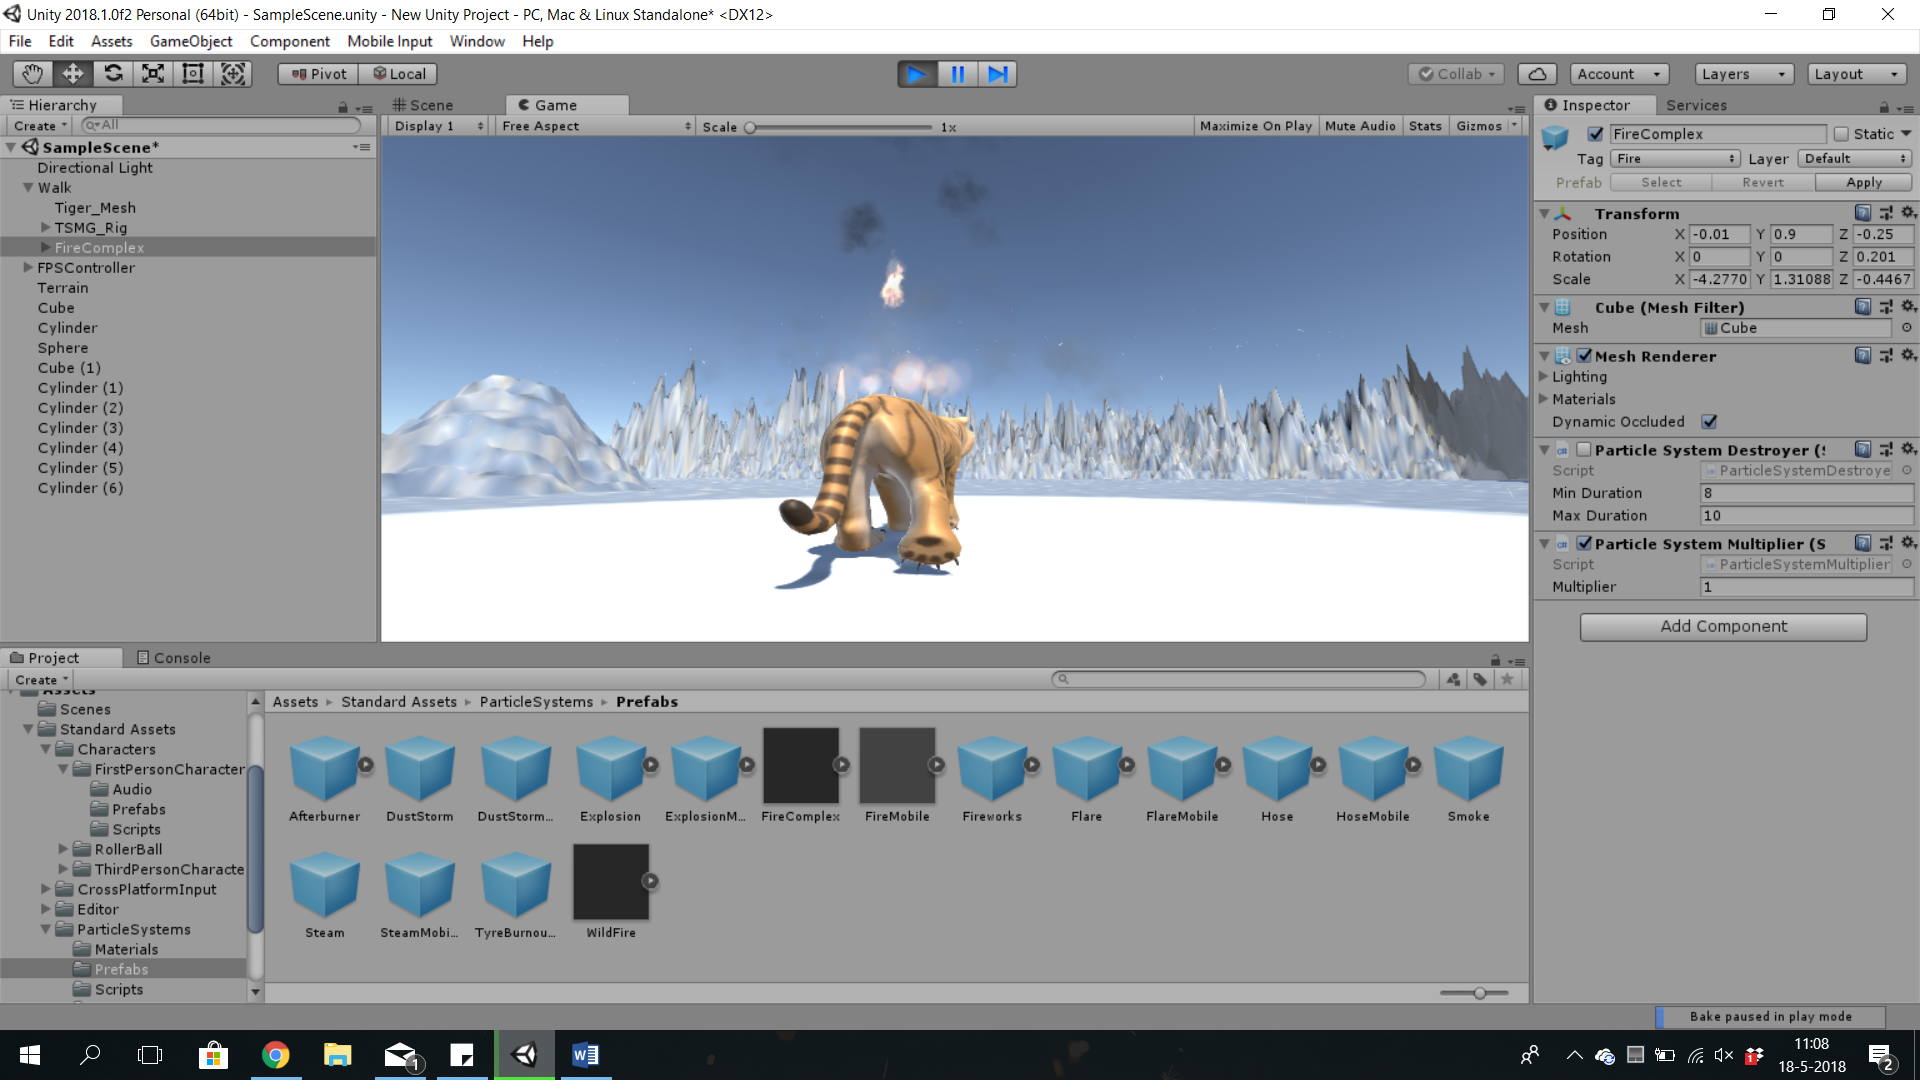 Unity 2018.1.0f2 Personal (64bit) - SampleScene.unity - New Unity Project - PC, Mac & Linux Standalone* <DX12>
File Edit Assets GameObject Component Mobile Input Window Help
Pivot Local Collab Account Layers Layout
Hierarchy
Create All
SampleScene*
Directional Light
Walk
Tiger_Mesh
TSMG_Rig
FireComplex
FPSController
Terrain
Cube
Cylinder
Sphere
Cube (1)
Cylinder (1)
Cylinder (2)
Cylinder (3)
Cylinder (4)
Cylinder (5)
Cylinder (6)
Scene Game
Display 1 Free Aspect Scale 1x Maximize On Play Mute Audio Stats Gizmos
Inspector Services
FireComplex Static
Tag Fire Layer Default
Prefab Select Revert Apply
Transform
Position X -0.01 Y 0.9 Z -0.25
Rotation X 0 Y 0 Z 0.201
Scale X -4.2770 Y 1.31088 Z -0.4467
Cube (Mesh Filter)
Mesh Cube
Mesh Renderer
Lighting
Materials
Dynamic Occluded
Particle System Destroyer (S
Script ParticleSystemDestroye
Min Duration 8
Max Duration 10
Particle System Multiplier (S
Script ParticleSystemMultiplier
Multiplier 1
Add Component
Project Console
Create
Assets
Scenes
Standard Assets
Characters
FirstPersonCharacter
Audio
Prefabs
Scripts
RollerBall
ThirdPersonCharacte
CrossPlatformInput
Editor
ParticleSystems
Materials
Prefabs
Scripts
Assets Standard Assets ParticleSystems Prefabs
Afterburner DustStorm DustStorm... Explosion ExplosionM... FireComplex FireMobile Fireworks Flare FlareMobile Hose HoseMobile Smoke
Steam SteamMobi... TyreBurnou... WildFire
Bake paused in play mode
1
1
11:08
18-5-2018
2